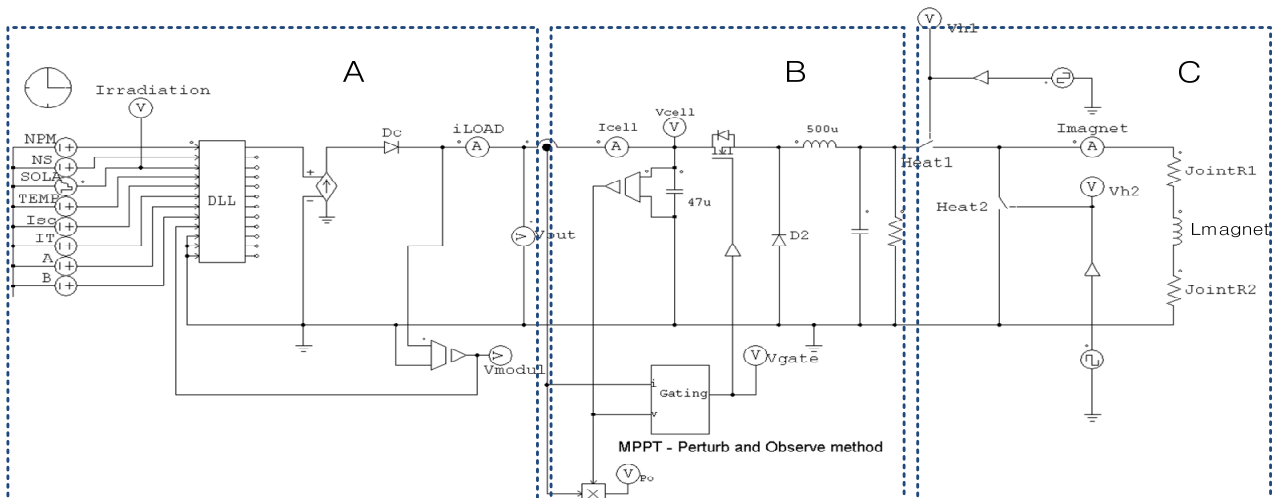 A
B
C
Irradiation
NPM
NS
SOLA
TEMP
Isc
IT
A
B
DLL
Dc
iLOAD
A
V
+
−
Vout
V
Vmodul
V
Icell
A
Vcell
V
47u
500u
D2
Gating
i
v
Vgate
V
MPPT - Perturb and Observe method
X
V
Po
V
Vh1
Heat1
Heat2
Imagnet
A
V
Vh2
JointR1
Lmagnet
JointR2